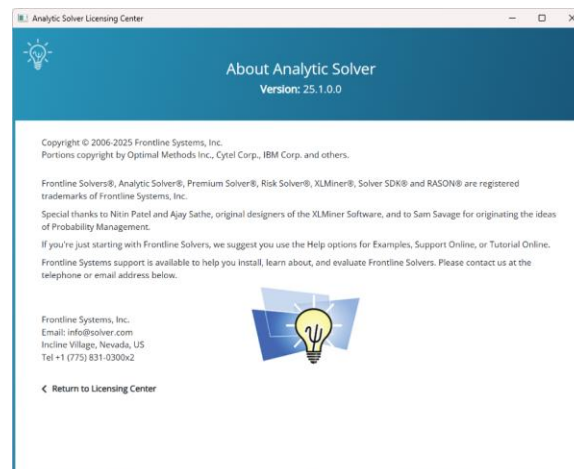 Analytic Solver Licensing Center
About Analytic Solver
Version: 25.1.0.0
Copyright © 2006-2025 Frontline Systems, Inc.
Portions copyright by Optimal Methods Inc., Cytel Corp., IBM Corp. and others.
Frontline Solvers®, Analytic Solver®, Premium Solver®, Risk Solver®, XLMiner®, Solver SDK® and RASON® are registered
trademarks of Frontline Systems, Inc.
Special thanks to Nitin Patel and Ajay Sathe, original designers of the XLMiner Software, and to Sam Savage for originating the ideas
of Probability Management.
If you're just starting with Frontline Solvers, we suggest you use the Help options for Examples, Support Online, or Tutorial Online.
Frontline Systems support is available to help you install, learn about, and evaluate Frontline Solvers. Please contact us at the
telephone or email address below.
Frontline Systems, Inc.
Email: info@solver.com
Incline Village, Nevada, US
Tel +1 (775) 831-0300x2
Return to Licensing Center